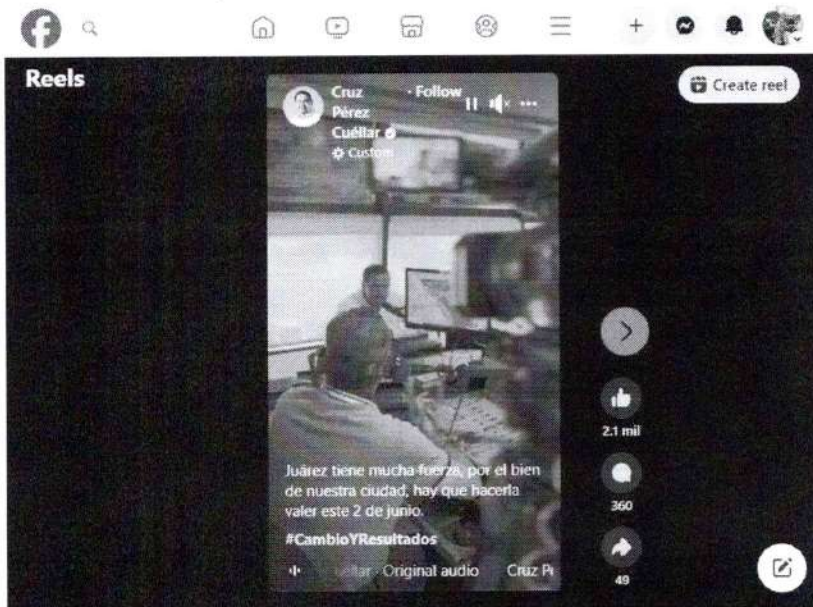 Reels
Create reel
Cruz
Pérez
Cuéllar
· Follow
Custom
Juárez tiene mucha fuerza, por el bien
de nuestra ciudad, hay que hacerla
valer este 2 de junio.
#CambioYResultados
Original audio
Cruz
2.1 mil
360
49